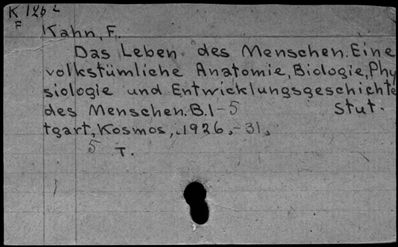 K 126²
F
Kahn, F.
Das Leben des Menschen. Eine
volkstümliche Anatomie, Biologie, Phy
siologie und Entwicklungsgeschichte
des Menschen. B.1-5 Stut-
tgart, Kosmos, 1926.-31.
5 T.